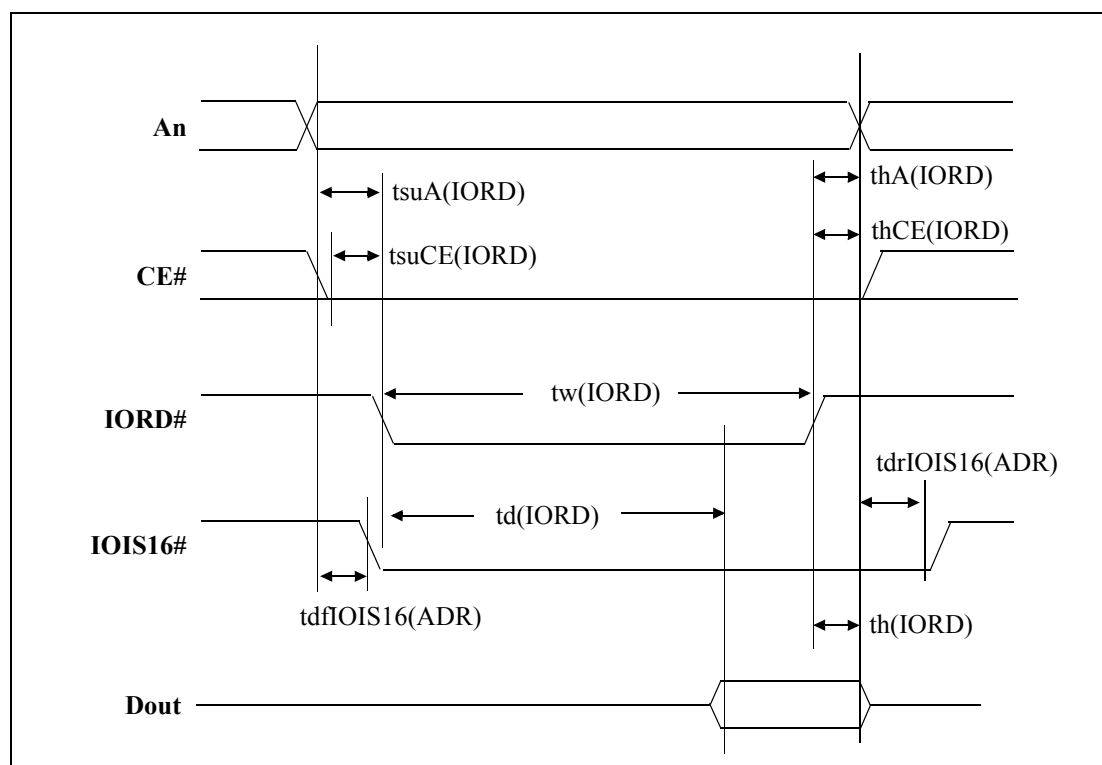 An
tsuA(IORD)
thA(IORD)
thCE(IORD)
tsuCE(IORD)
CE#
tw(IORD)
IORD#
tdrIOIS16(ADR)
td(IORD)
IOIS16#
tdfIOIS16(ADR)
th(IORD)
Dout